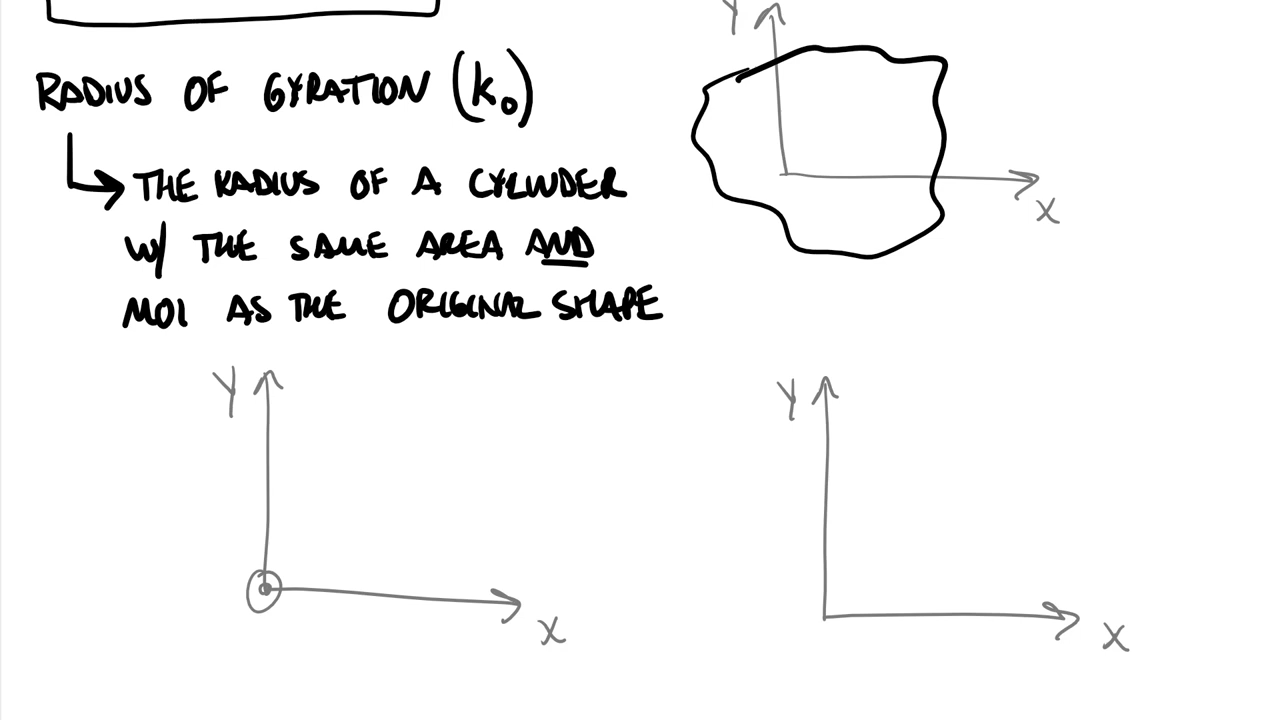 Y
RADIUS OF GYRATION (k₀)
THE RADIUS OF A CYLINDER
X
W/ THE SAME AREA AND
MOI AS THE ORIGINAL SHAPE
Y
Y
X
X